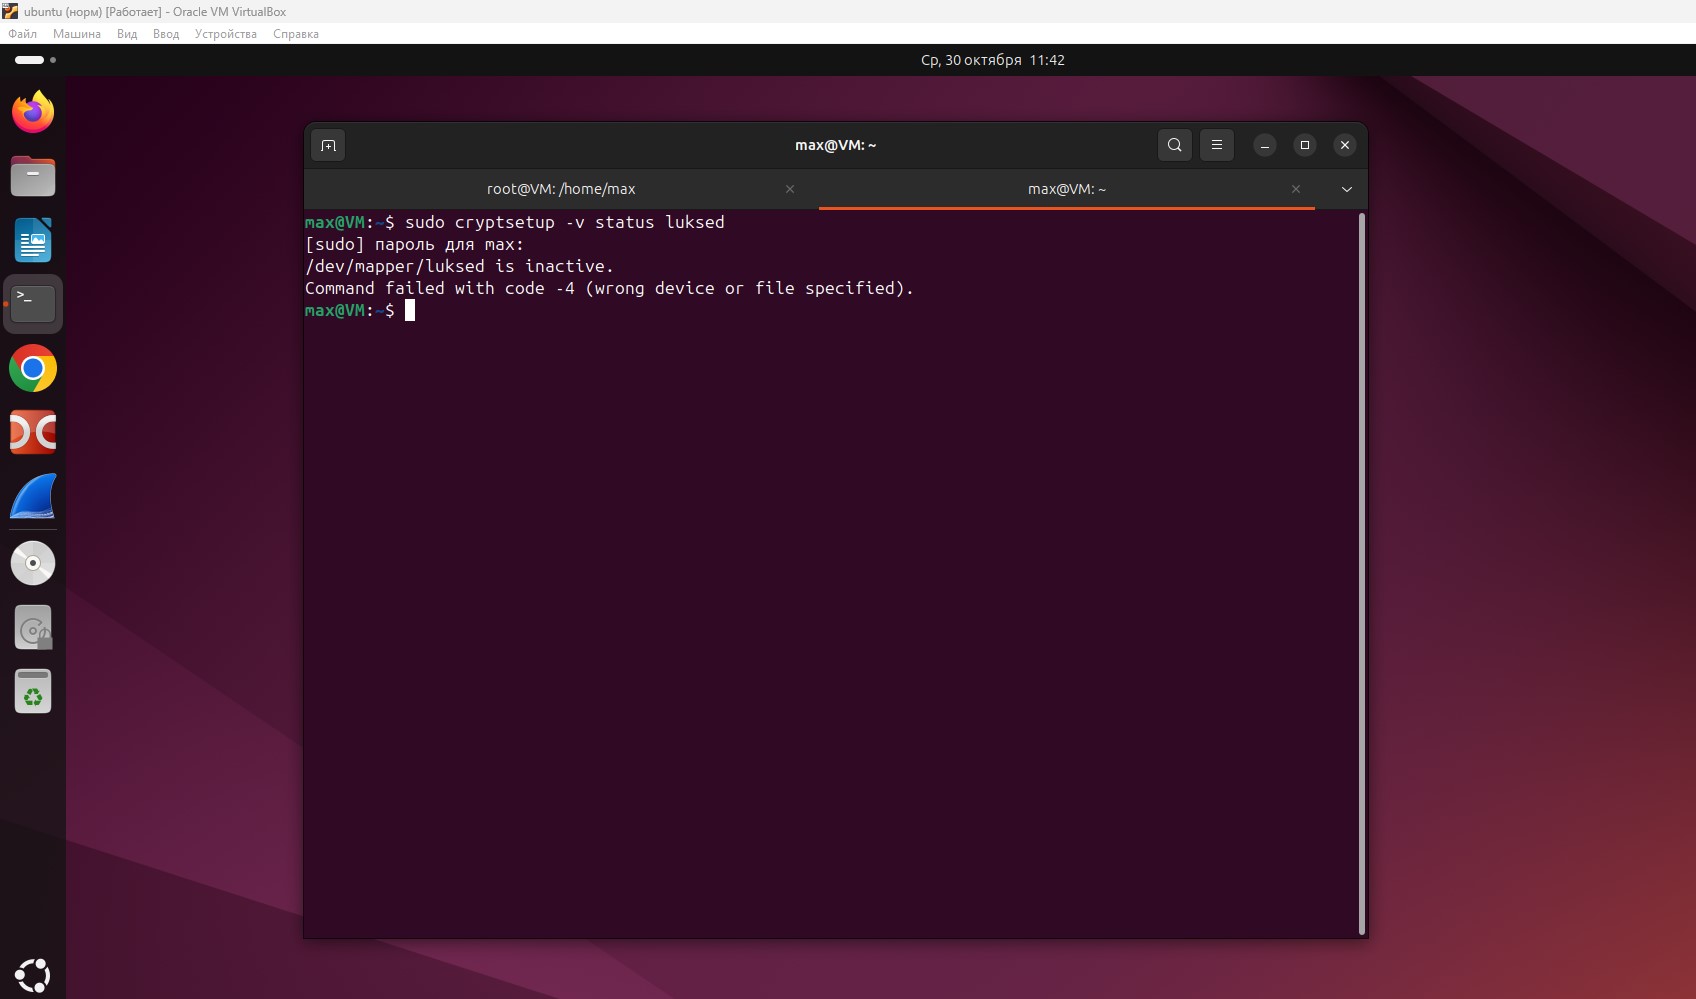 ubuntu (норм) [Работает] - Oracle VM VirtualBox
Файл Машина Вид Ввод Устройства Справка
Ср, 30 октября 11:42
max@VM: ~
root@VM: /home/max
max@VM: ~
max@VM:~$ sudo cryptsetup -v status luksed
[sudo] пароль для max:
/dev/mapper/luksed is inactive.
Command failed with code -4 (wrong device or file specified).
max@VM:~$